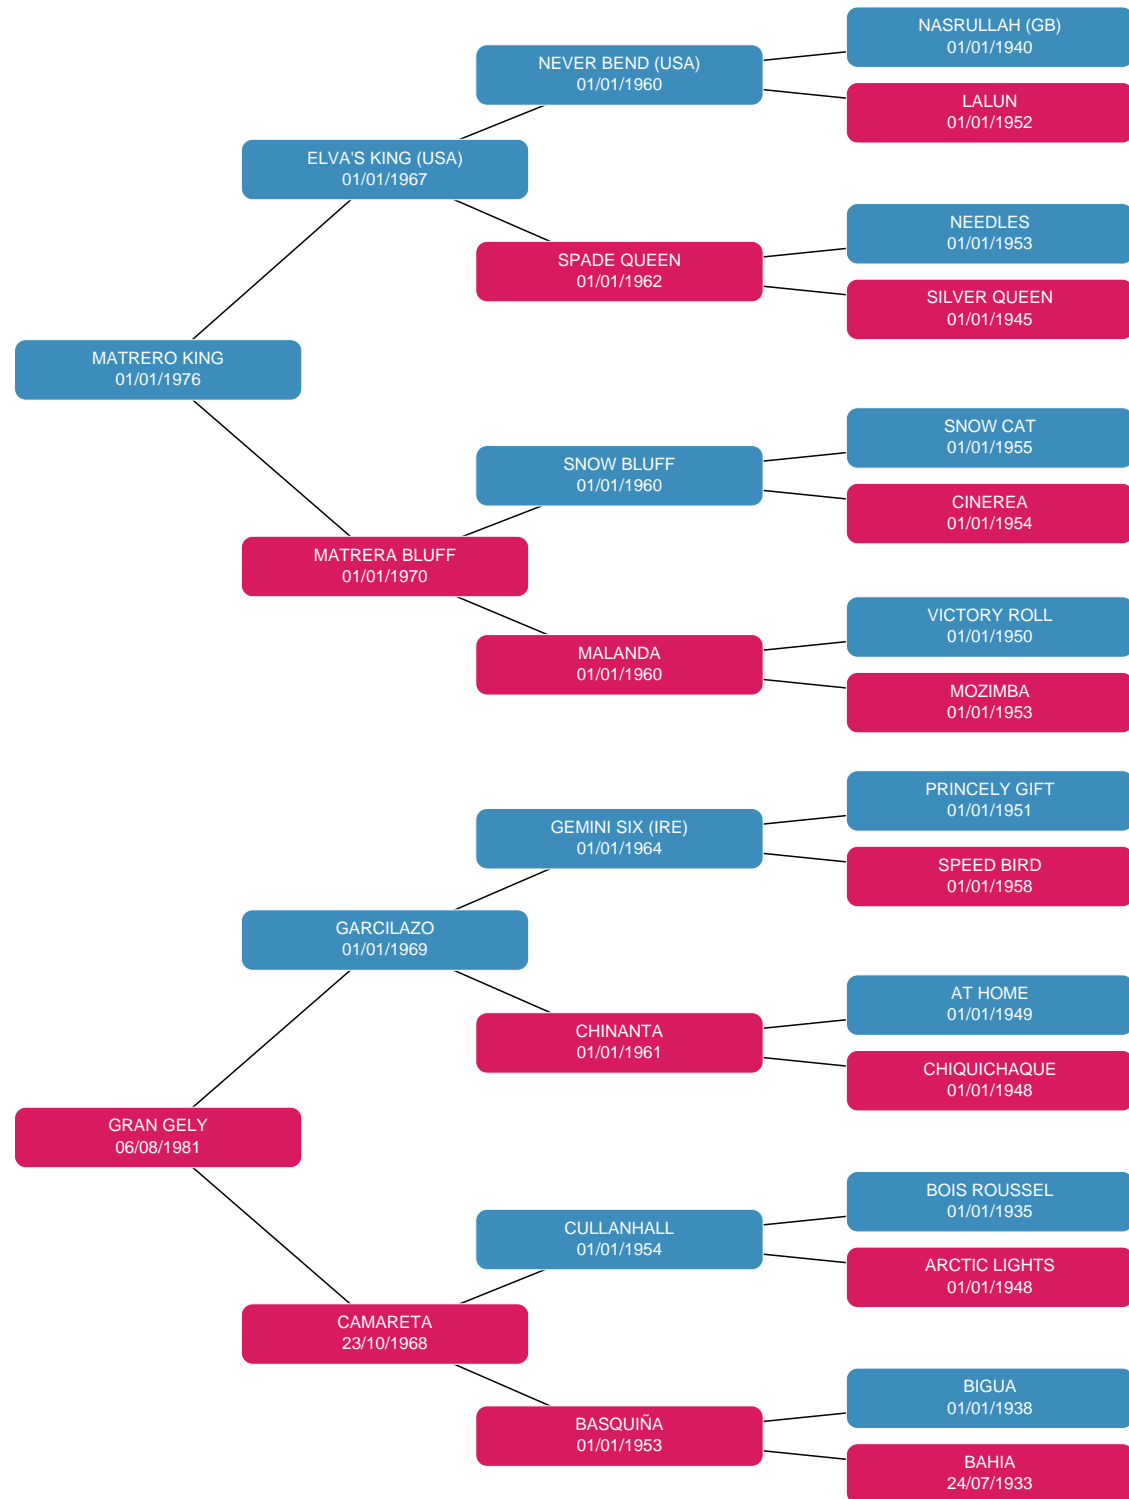 NASRULLAH (GB)
01/01/1940
NEVER BEND (USA)
01/01/1960
LALUN
01/01/1952
ELVA'S KING (USA)
01/01/1967
NEEDLES
01/01/1953
SPADE QUEEN
01/01/1962
SILVER QUEEN
01/01/1945
MATRERO KING
01/01/1976
SNOW CAT
01/01/1955
SNOW BLUFF
01/01/1960
CINEREA
01/01/1954
MATRERA BLUFF
01/01/1970
VICTORY ROLL
01/01/1950
MALANDA
01/01/1960
MOZIMBA
01/01/1953
PRINCELY GIFT
01/01/1951
GEMINI SIX (IRE)
01/01/1964
SPEED BIRD
01/01/1958
GARCILAZO
01/01/1969
AT HOME
01/01/1949
CHINANTA
01/01/1961
CHIQUICHAQUE
01/01/1948
GRAN GELY
06/08/1981
BOIS ROUSSEL
01/01/1935
CULLANHALL
01/01/1954
ARCTIC LIGHTS
01/01/1948
CAMARETA
23/10/1968
BIGUA
01/01/1938
BASQUIÑA
01/01/1953
BAHIA
24/07/1933